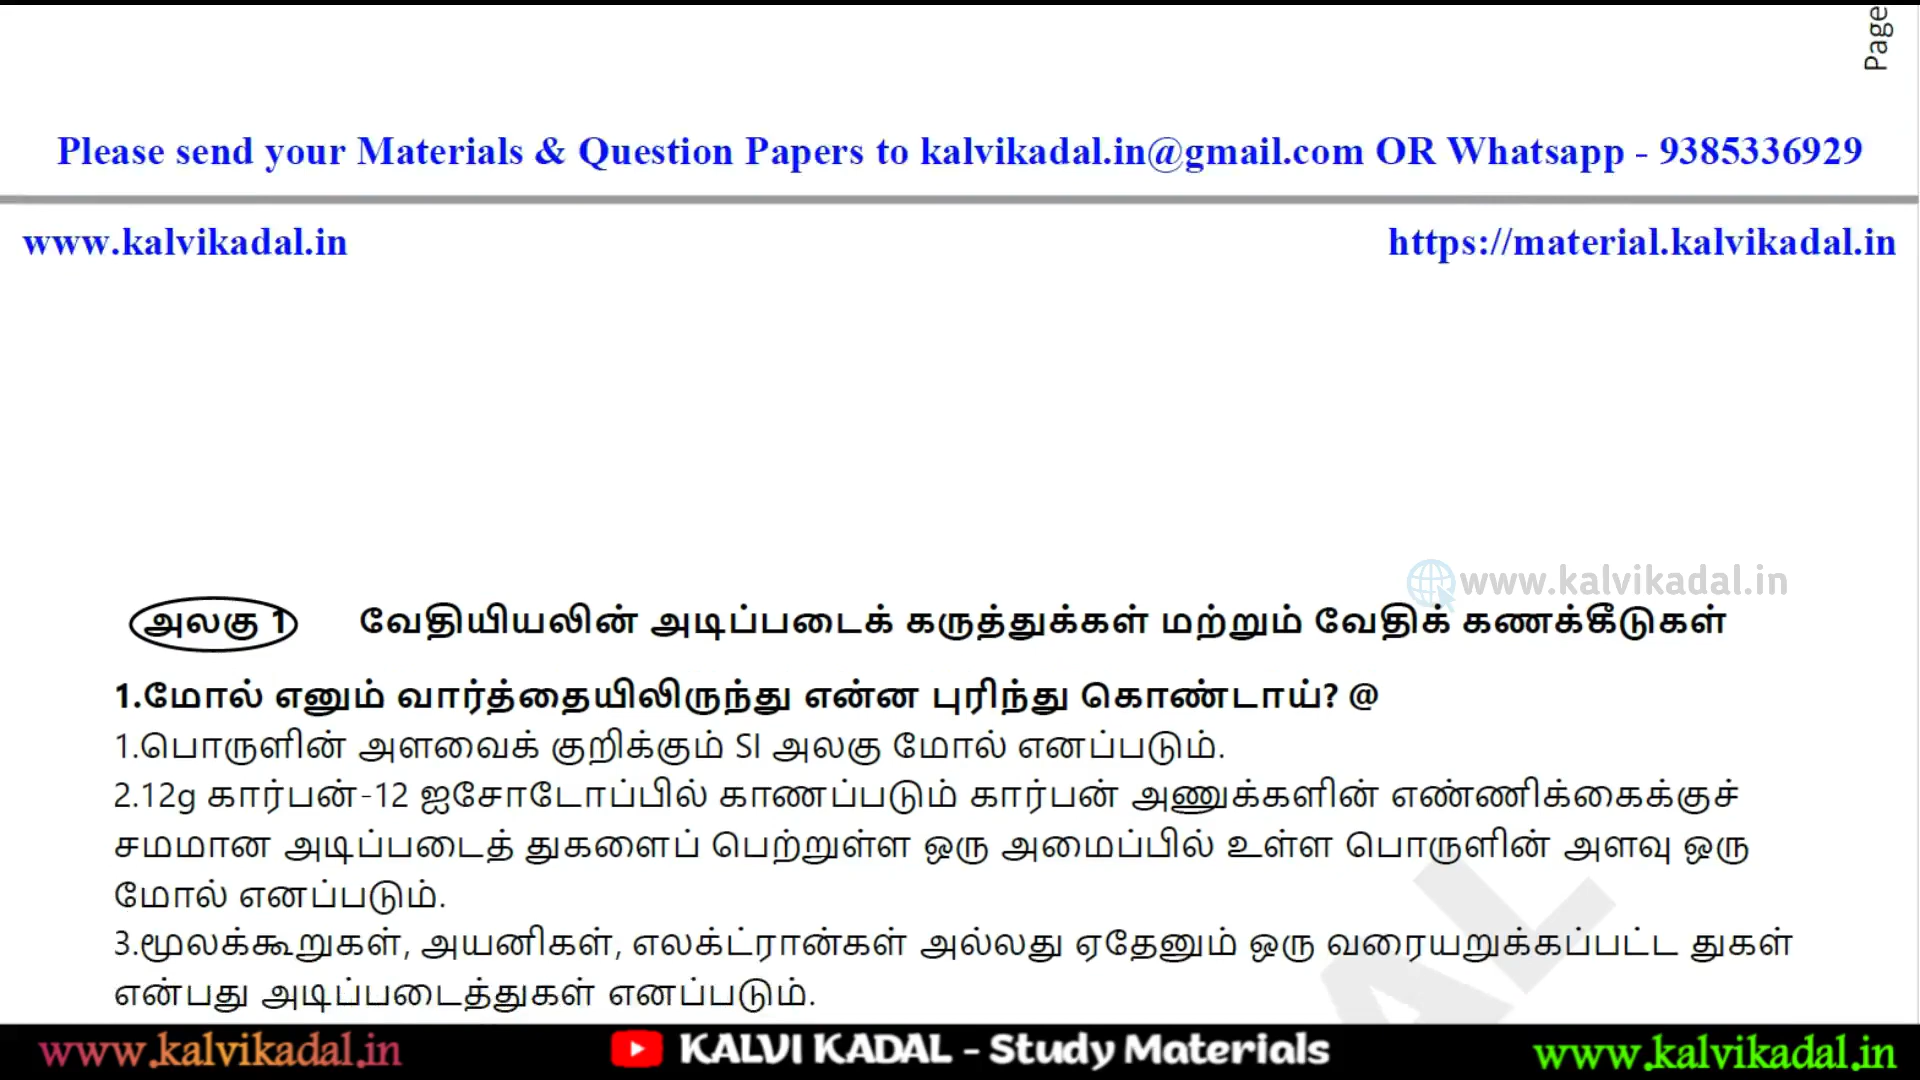 Page
Please send your Materials & Question Papers to kalvikadal.in@gmail.com OR Whatsapp - 9385336929
www.kalvikadal.in https://material.kalvikadal.in
www.kalvikadal.in
அலகு 1 வேதியியலின் அடிப்படைக் கருத்துக்கள் மற்றும் வேதிக் கணக்கீடுகள்
1.மோல் எனும் வார்த்தையிலிருந்து என்ன புரிந்து கொண்டாய்? @
1.பொருளின் அளவைக் குறிக்கும் SI அலகு மோல் எனப்படும்.
2.12g கார்பன்-12 ஐசோடோப்பில் காணப்படும் கார்பன் அணுக்களின் எண்ணிக்கைக்குச்
சமமான அடிப்படைத் துகளைப் பெற்றுள்ள ஒரு அமைப்பில் உள்ள பொருளின் அளவு ஒரு
மோல் எனப்படும்.
3.மூலக்கூறுகள், அயனிகள், எலக்ட்ரான்கள் அல்லது ஏதேனும் ஒரு வரையறுக்கப்பட்ட துகள்
என்பது அடிப்படைத்துகள் எனப்படும்.
www.kalvikadal.in KALVI KADAL - Study Materials www.kalvikadal.in